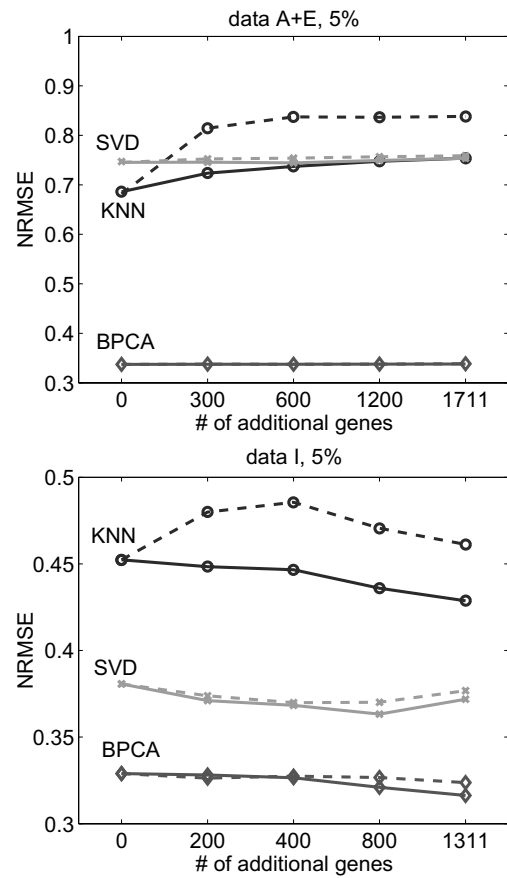 data A+E, 5%
1
0.9
0.8
SVD
0.7
KNN
NRMSE
0.6
0.5
0.4
BPCA
0.3
0 300 600 1200 1711
# of additional genes
data I, 5%
0.5
KNN
0.45
NRMSE
0.4
SVD
0.35
BPCA
0.3
0 200 400 800 1311
# of additional genes